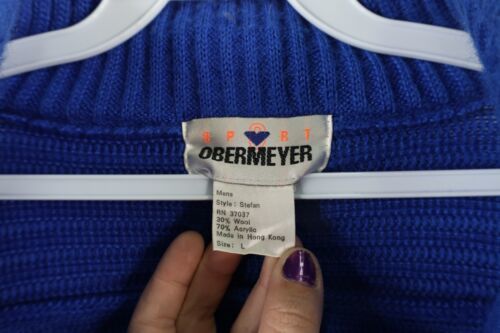 SPORT
OBERMEYER
Mens
Style: Stefan
RN 37037
30% Wool
70% Acrylic
Made in Hong Kong
Size: L